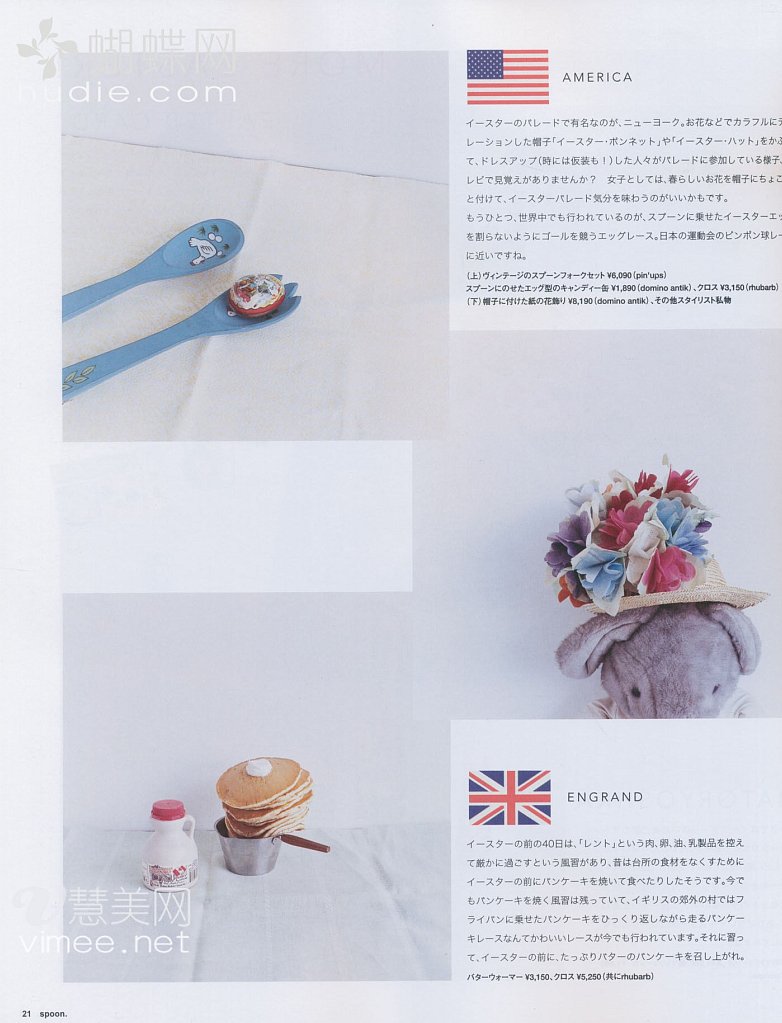 蝴蝶网
hudie.com
AMERICA
イースターのパレードで有名なのが、ニューヨーク。お花などでカラフルにデ
レーションした帽子「イースター・ボンネット」や「イースター・ハット」をかぶ
て、ドレスアップ（時には仮装も！）した人々がパレードに参加している様子、
レビで見覚えがありませんか？　女子としては、春らしいお花を帽子にちょこ
と付けて、イースターパレード気分を味わうのがいいかもです。
もうひとつ、世界中でも行われているのが、スプーンに乗せたイースターエッ
を割らないようにゴールを競うエッグレース。日本の運動会のピンポン球レー
に近いですね。
（上）ヴィンテージのスプーンフォークセット ¥6,090（pin'ups）
スプーンにのせたエッグ型のキャンディー缶 ¥1,890（domino antik）、クロス ¥3,150（rhubarb）
（下）帽子に付けた紙の花飾り ¥8,190（domino antik）、その他スタイリスト私物
ENGRAND
イースターの前の40日は、「レント」という肉、卵、油、乳製品を控え
て厳かに過ごすという風習があり、昔は台所の食材をなくすために
イースターの前にパンケーキを焼いて食べたりしたそうです。今で
もパンケーキを焼く風習は残っていて、イギリスの郊外の村ではフ
ライパンに乗せたパンケーキをひっくり返しながら走るパンケー
キレースなんてかわいいレースが今でも行われています。それに習っ
て、イースターの前に、たっぷりバターのパンケーキを召し上がれ。
バターウォーマー ¥3,150、クロス ¥5,250（共にrhubarb）
慧美网
vimee.net
21 spoon.